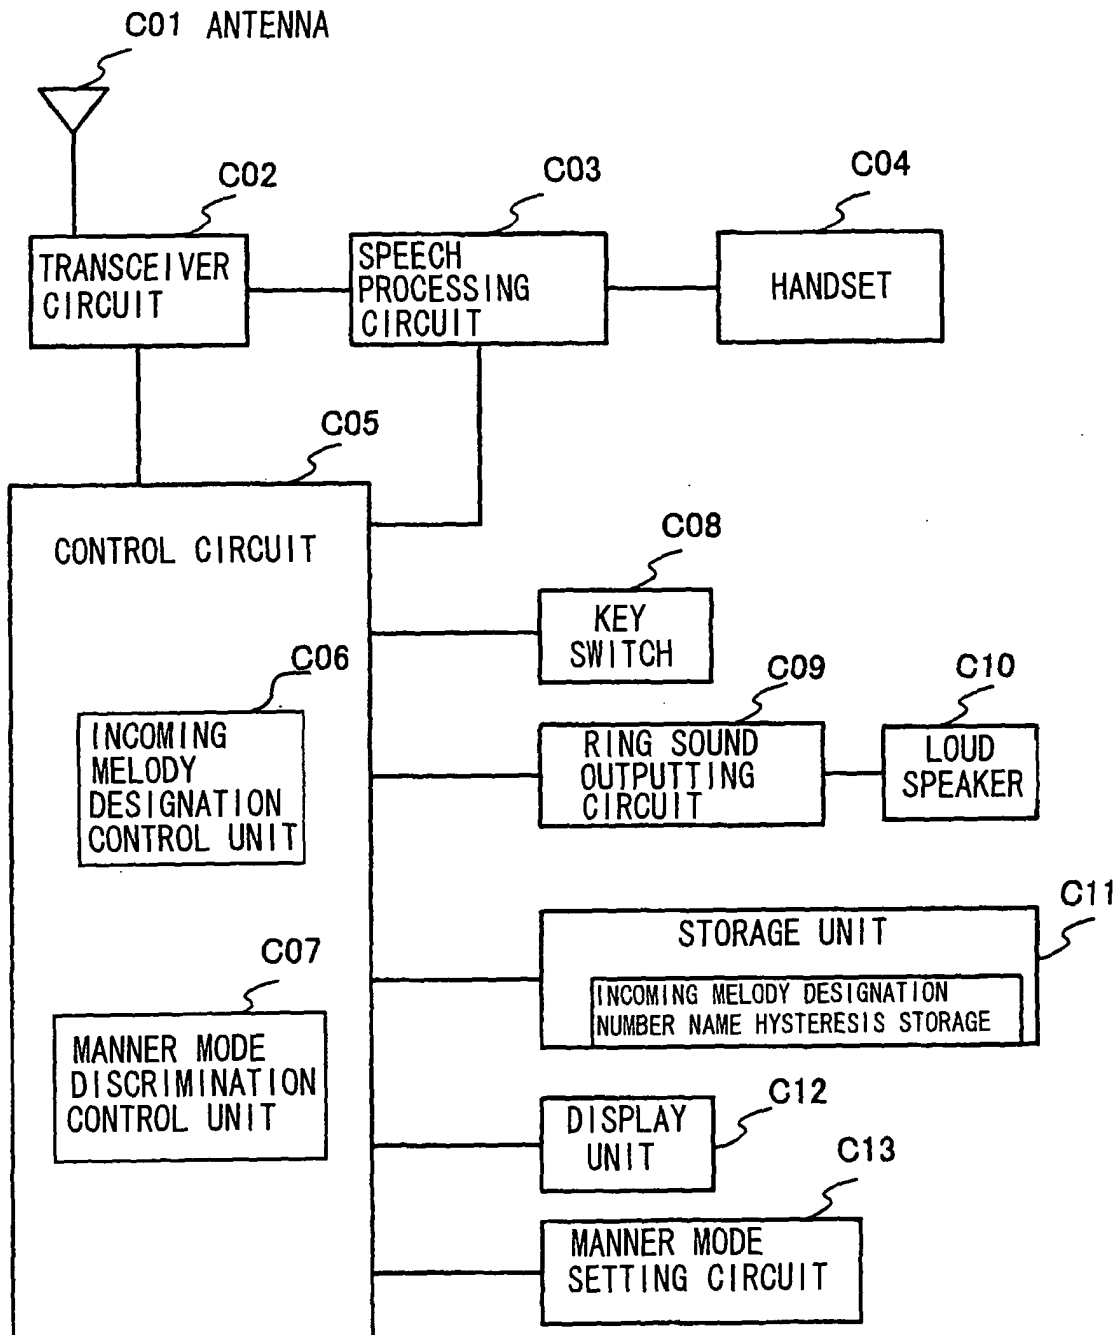 C01 ANTENNA
C02
C03
C04
TRANSCEIVER
CIRCUIT
SPEECH
PROCESSING
CIRCUIT
HANDSET
C05
CONTROL CIRCUIT
C08
KEY
SWITCH
C06
INCOMING
MELODY
DESIGNATION
CONTROL UNIT
C09
C10
RING SOUND
OUTPUTTING
CIRCUIT
LOUD
SPEAKER
C11
STORAGE UNIT
INCOMING MELODY DESIGNATION
NUMBER NAME HYSTERESIS STORAGE
C07
MANNER MODE
DISCRIMINATION
CONTROL UNIT
C12
DISPLAY
UNIT
C13
MANNER MODE
SETTING CIRCUIT